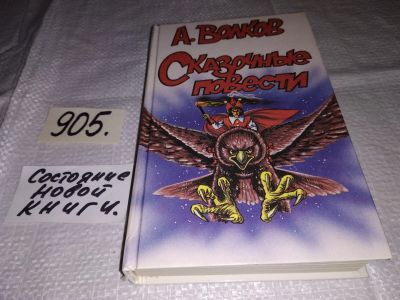 А. Волков
Сказочные
повести
905.
Состояние
новой
книги.